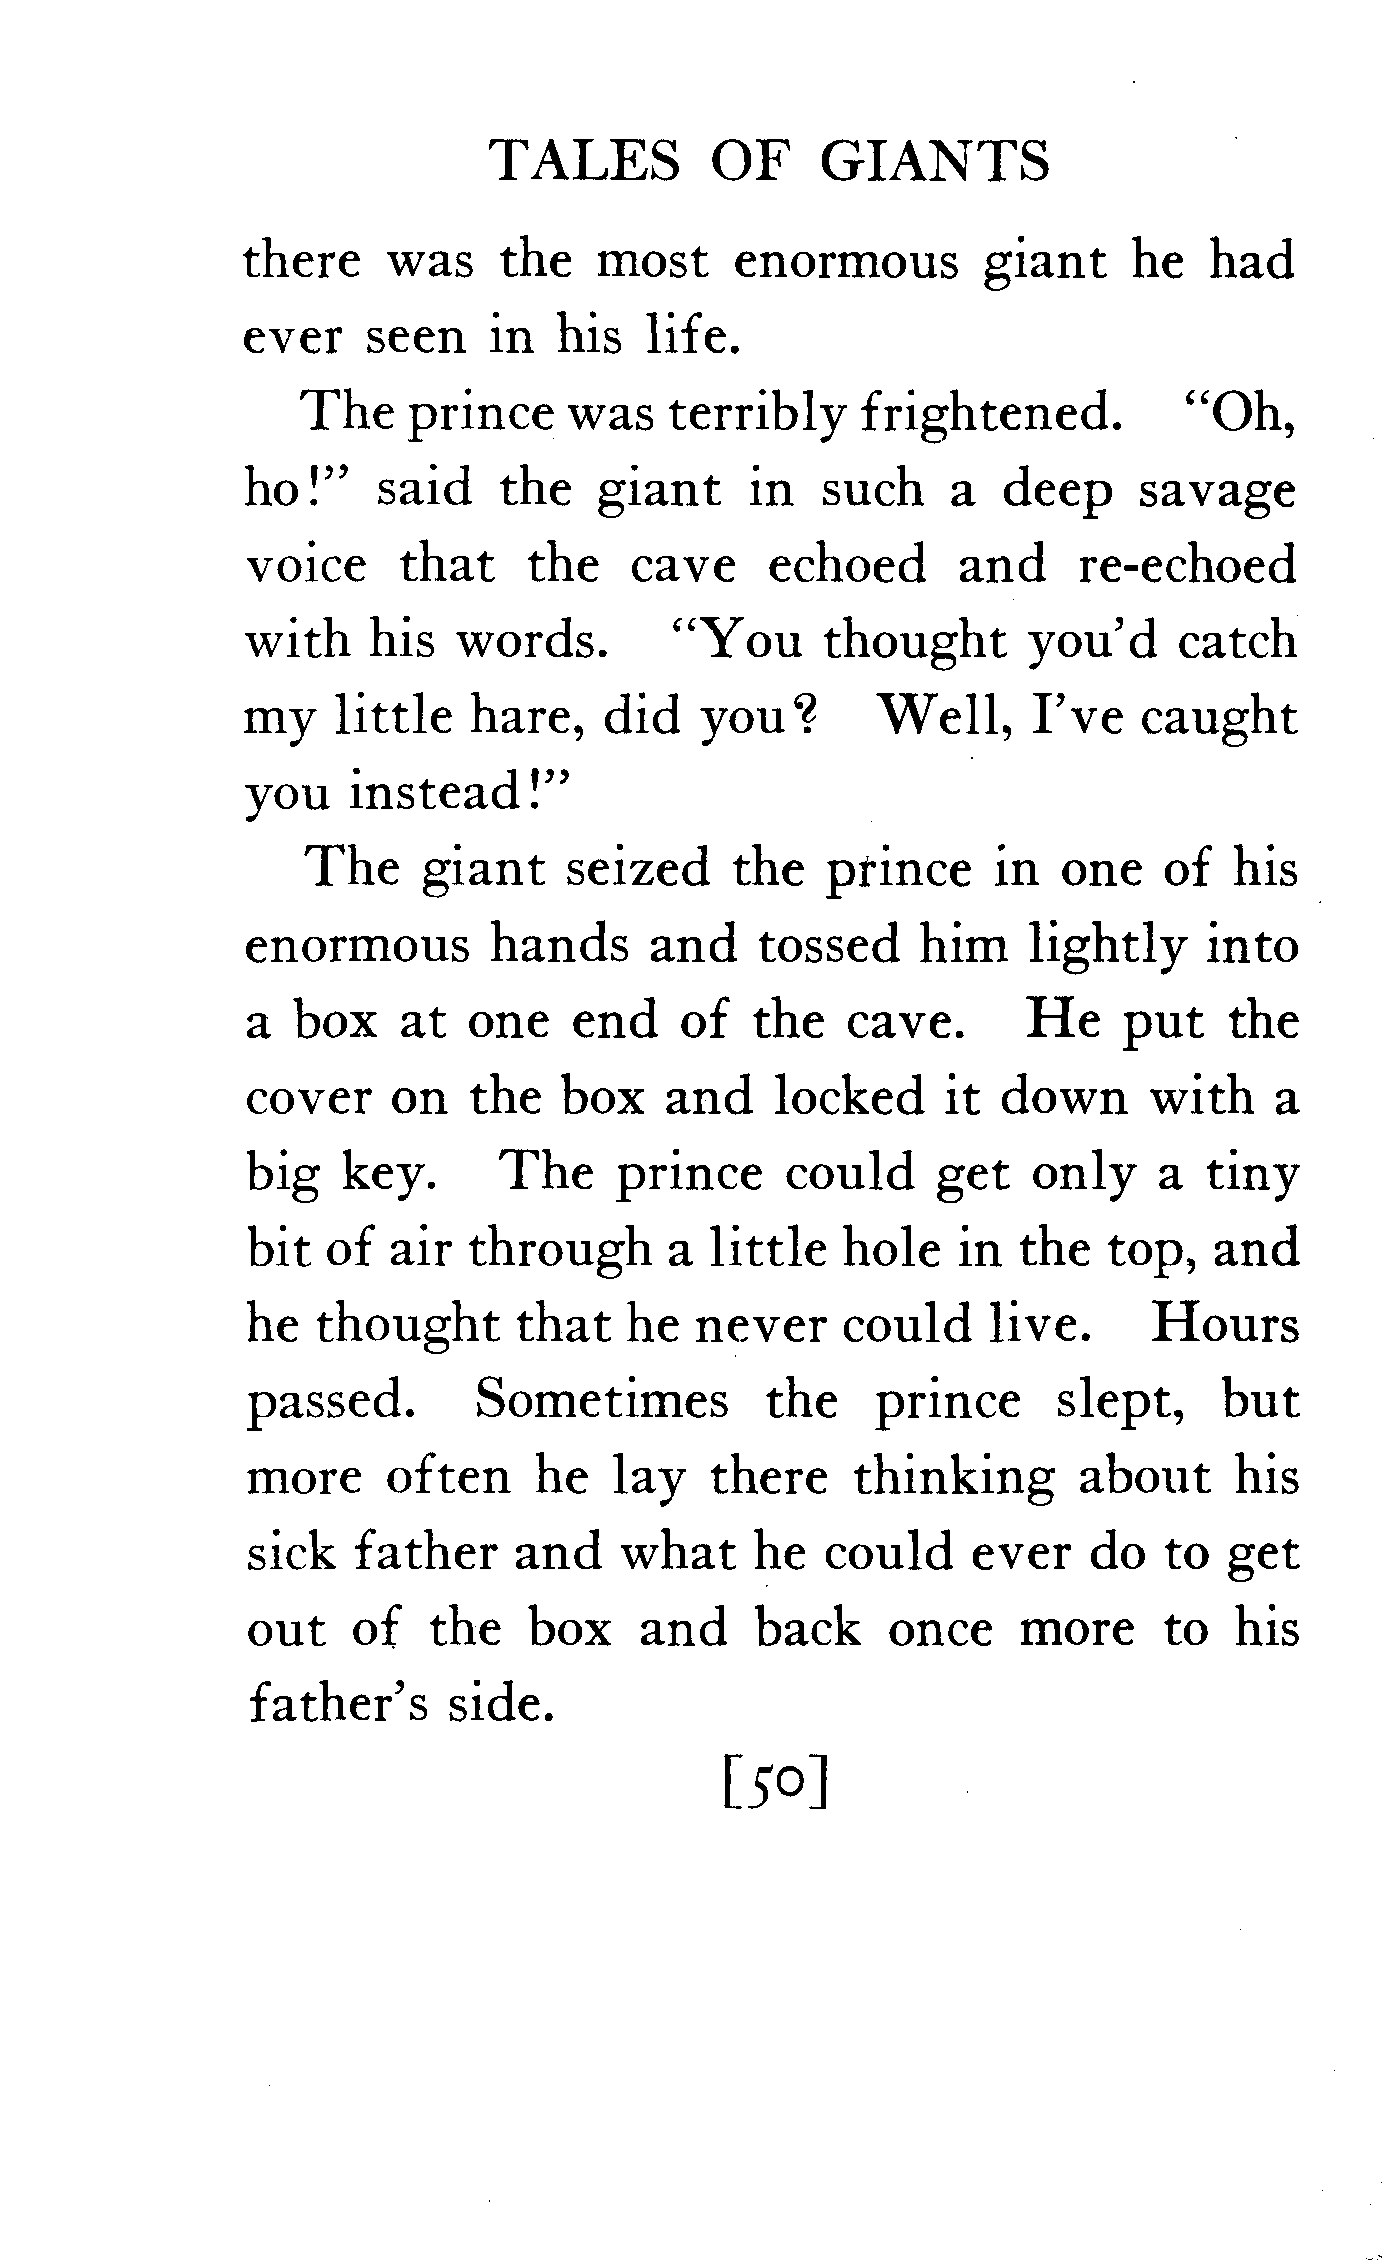 TALES OF GIANTS
there was the most enormous giant he had
ever seen in his life.
The prince was terribly frightened. "Oh,
ho!" said the giant in such a deep savage
voice that the cave echoed and re-echoed
with his words. "You thought you'd catch
my little hare, did you? Well, I've caught
you instead!"
The giant seized the prince in one of his
enormous hands and tossed him lightly into
a box at one end of the cave. He put the
cover on the box and locked it down with a
big key. The prince could get only a tiny
bit of air through a little hole in the top, and
he thought that he never could live. Hours
passed. Sometimes the prince slept, but
more often he lay there thinking about his
sick father and what he could ever do to get
out of the box and back once more to his
father's side.
[50]